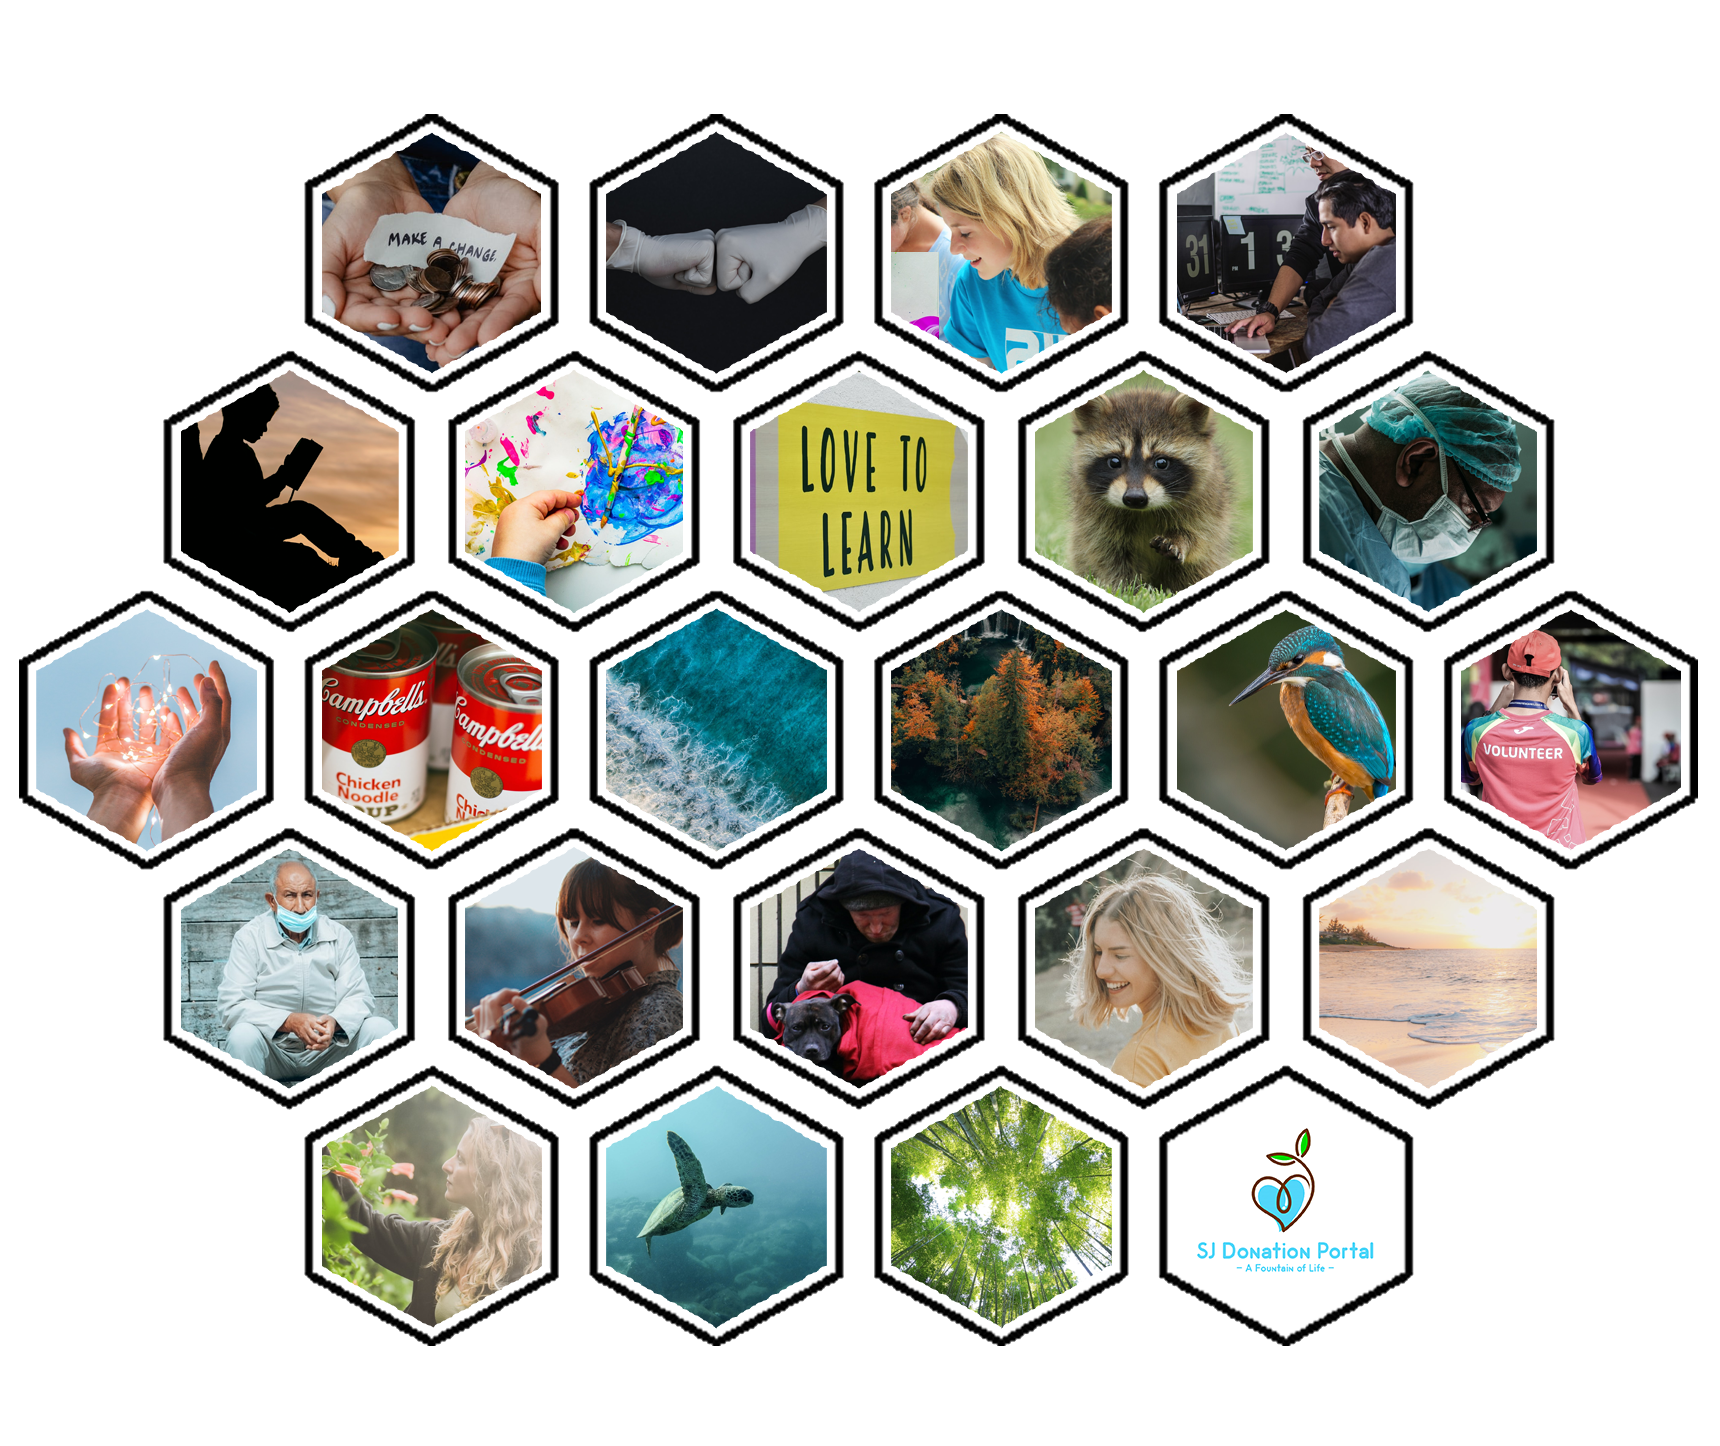 MAKE A CHANGE
31 1 3
LOVE TO
LEARN
Campbell's
CONDENSED
Chicken
Noodle
SOUP
Campbell's
CONDENSED
VOLUNTEER
SJ Donation Portal
– A Fountain of Life –